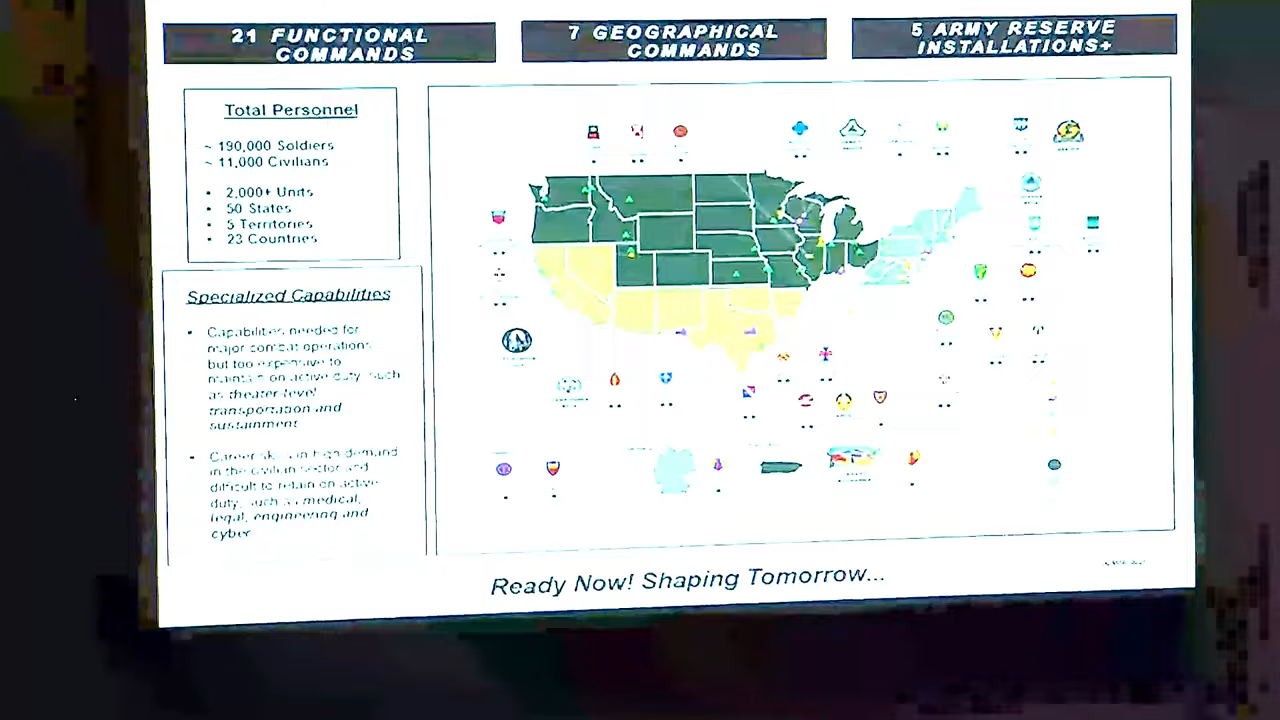 21 FUNCTIONAL
COMMANDS
7 GEOGRAPHICAL
COMMANDS
5 ARMY RESERVE
INSTALLATIONS+
Total Personnel
~ 190,000 Soldiers
~ 11,000 Civilians
• 2,000+ Units
• 50 States
• 5 Territories
• 23 Countries
Specialized Capabilities
• Capabilities needed for
major combat operations
but too expensive to
maintain on active duty, such
as theater-level
transportation and
sustainment
• Career skills in high demand
in the civilian sector and
difficult to retain on active
duty, such as medical,
legal, engineering and
cyber
Ready Now! Shaping Tomorrow...